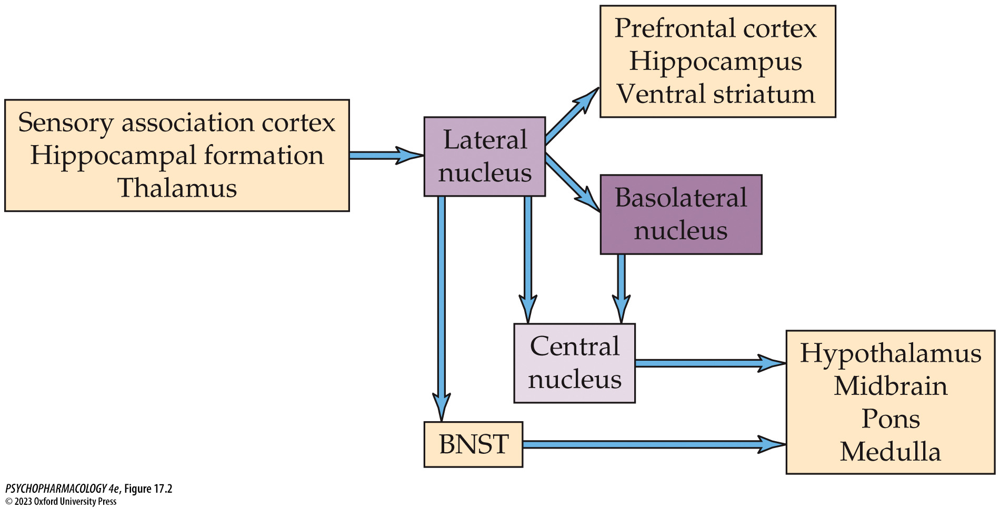 Prefrontal cortex
Hippocampus
Ventral striatum
Sensory association cortex
Hippocampal formation
Thalamus
Lateral
nucleus
Basolateral
nucleus
Central
nucleus
Hypothalamus
Midbrain
Pons
Medulla
BNST
PSYCHOPHARMACOLOGY 4e, Figure 17.2
© 2023 Oxford University Press